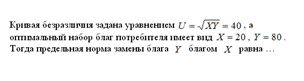 Кривая безразличия задана уравнением U = √XY = 40, а
оптимальный набор благ потребителя имеет вид X = 20, Y = 80.
Тогда предельная норма замены блага Y благом X равна ...